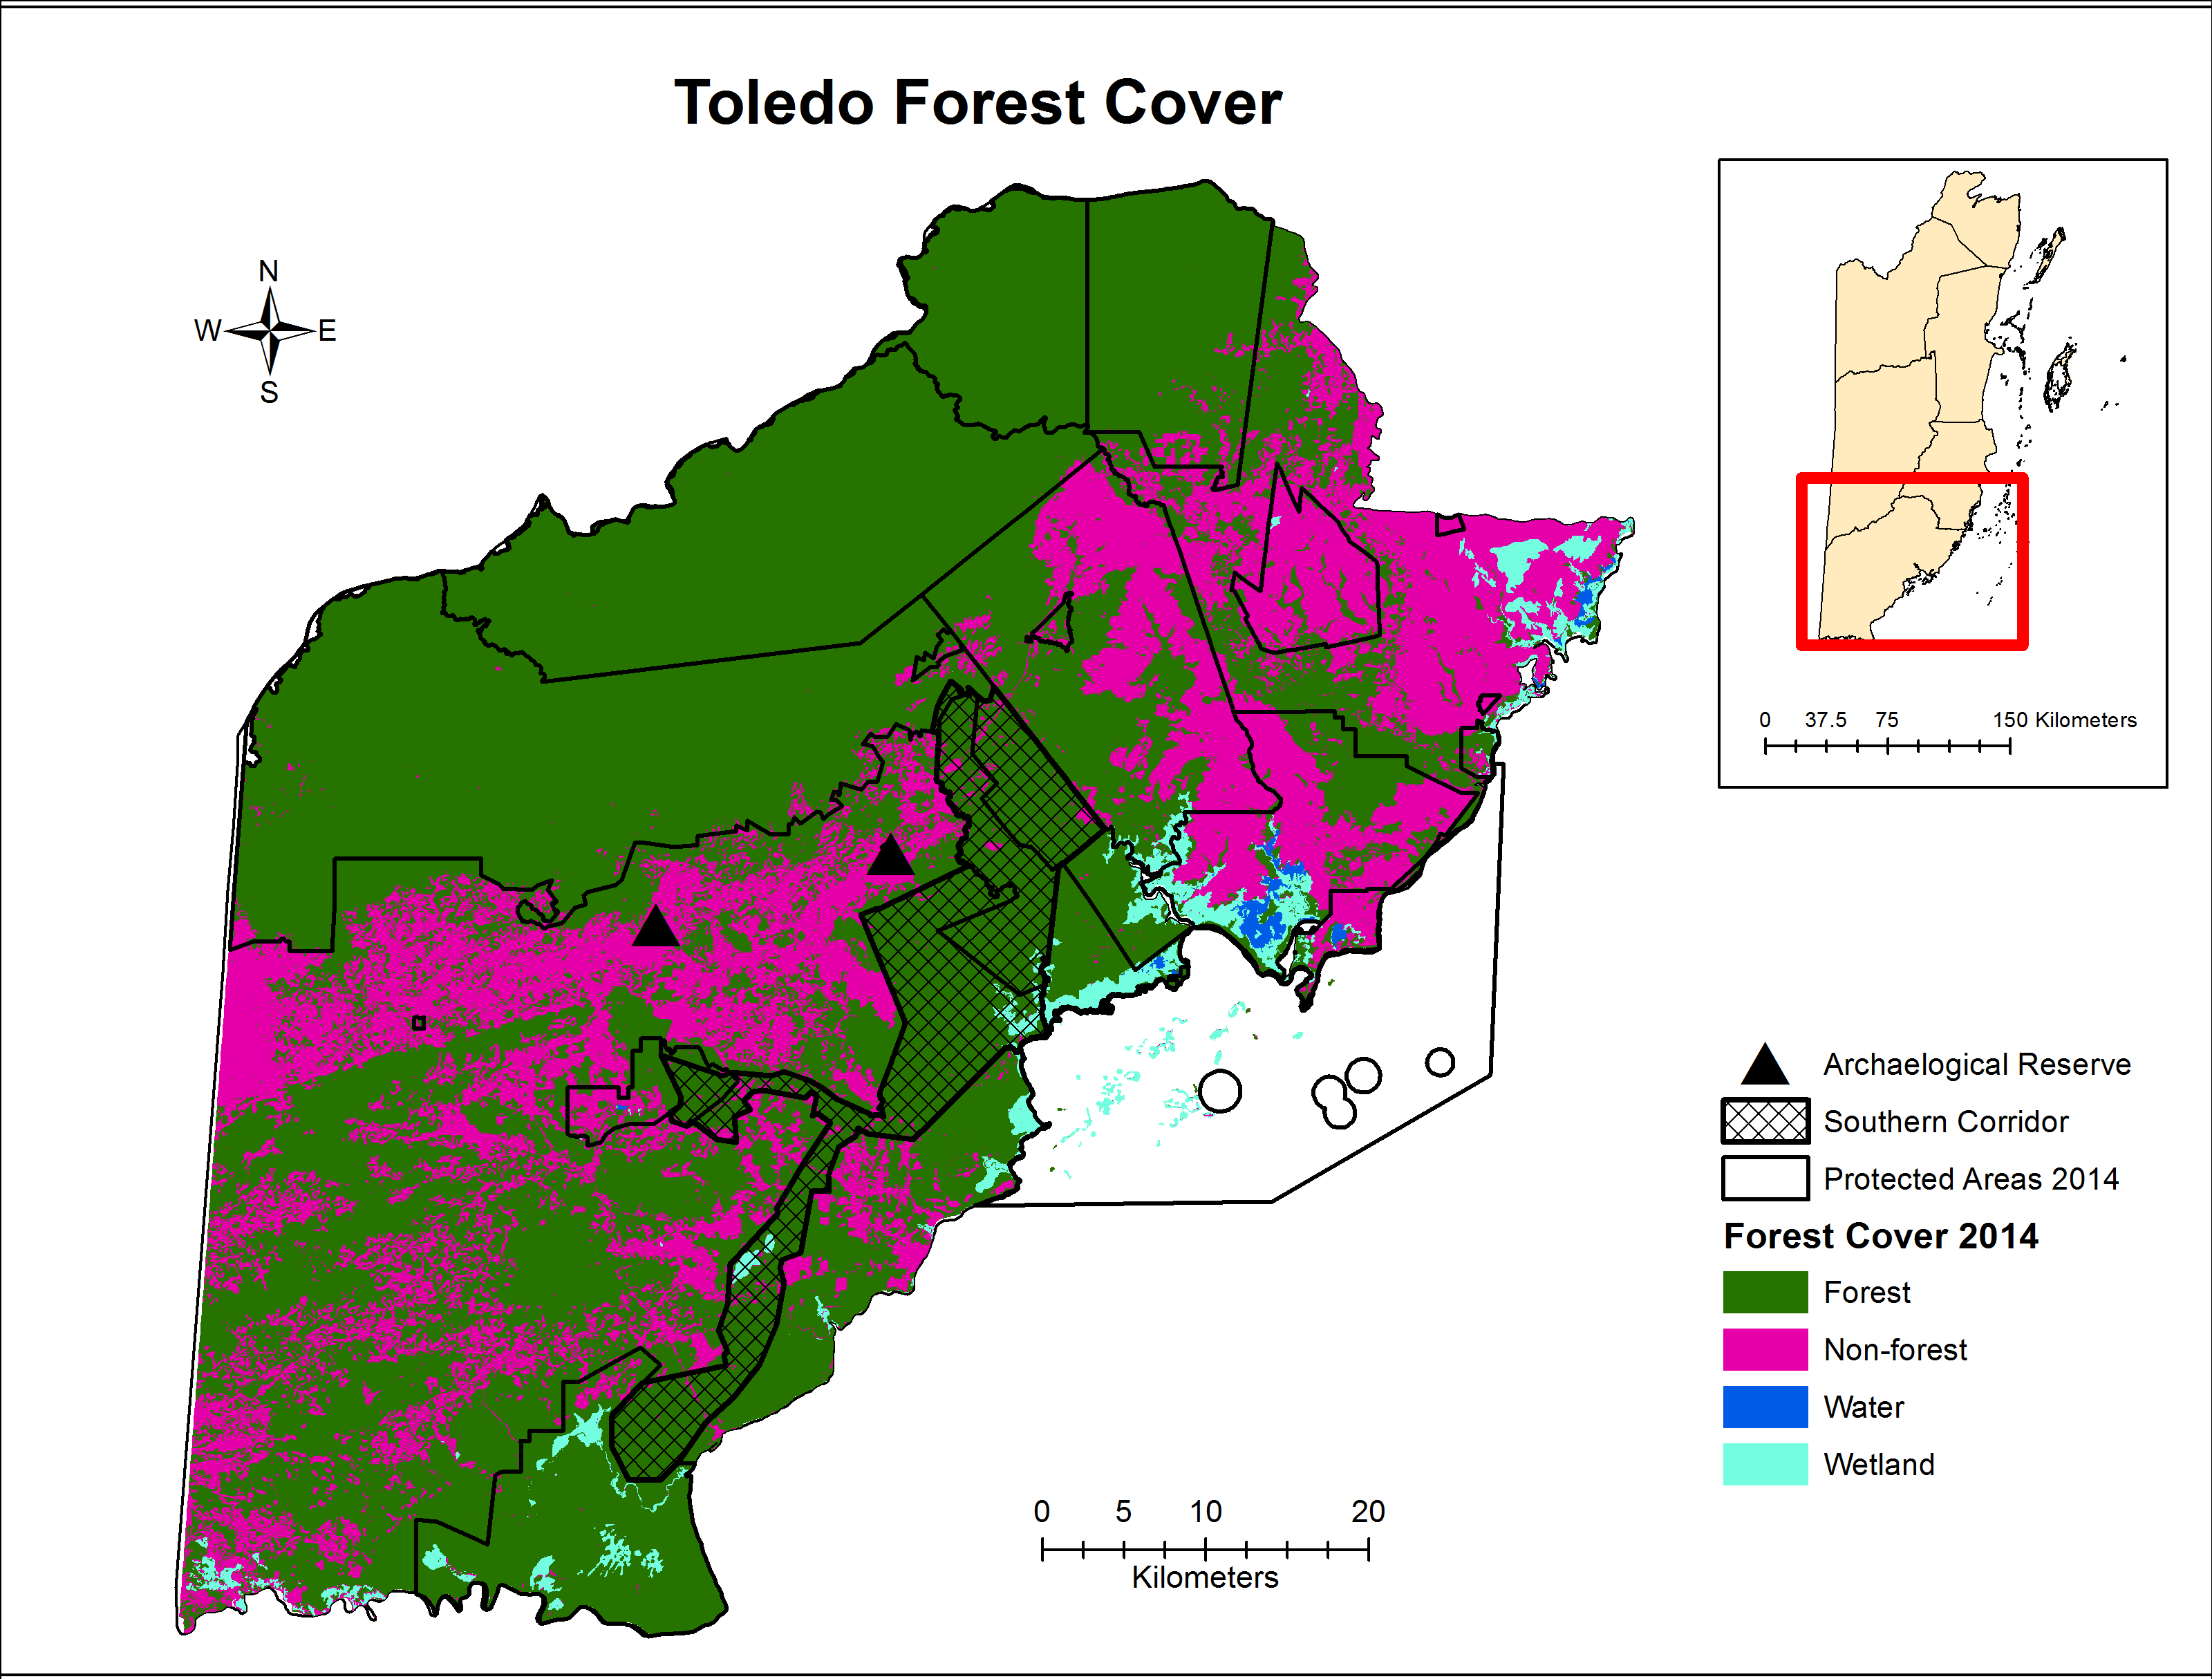 Toledo Forest Cover
N
W E
S
0 37.5 75 150 Kilometers
Archaelogical Reserve
Southern Corridor
Protected Areas 2014
Forest Cover 2014
Forest
Non-forest
Water
Wetland
0 5 10 20
Kilometers